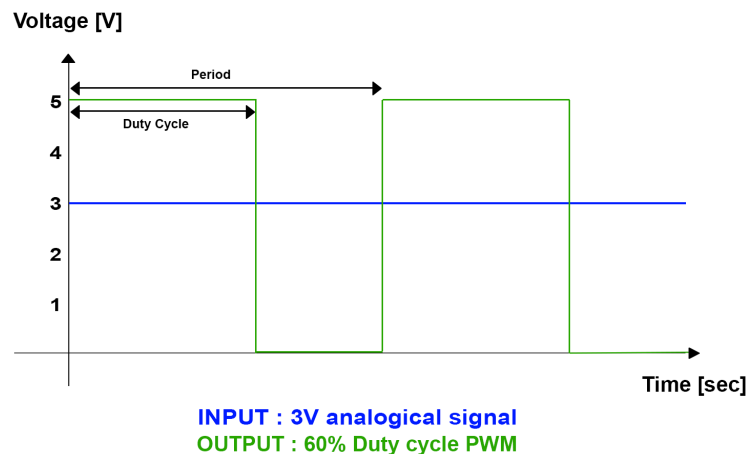 Voltage [V]
Period
5
Duty Cycle
4
3
2
1
Time [sec]
INPUT : 3V analogical signal
OUTPUT : 60% Duty cycle PWM